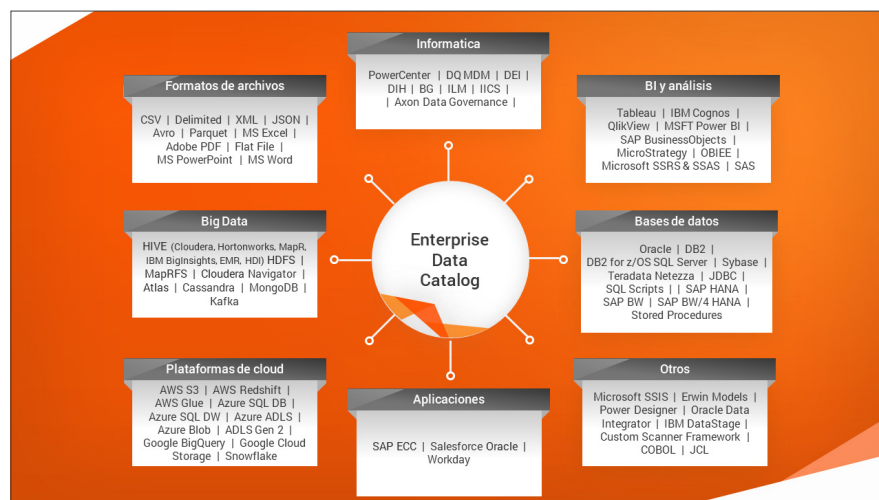 Informatica
PowerCenter | DQ MDM | DEI |
DIH | BG | ILM | IICS |
| Axon Data Governance |
Formatos de archivos
CSV | Delimited | XML | JSON |
Avro | Parquet | MS Excel |
Adobe PDF | Flat File |
MS PowerPoint | MS Word
BI y análisis
Tableau | IBM Cognos |
QlikView | MSFT Power BI |
SAP BusinessObjects |
MicroStrategy | OBIEE |
Microsoft SSRS & SSAS | SAS
Big Data
HIVE (Cloudera, Hortonworks, MapR,
IBM BigInsights, EMR, HDI) HDFS |
MapRFS | Cloudera Navigator |
Atlas | Cassandra | MongoDB |
Kafka
Enterprise
Data
Catalog
Bases de datos
Oracle | DB2 |
DB2 for z/OS SQL Server | Sybase |
Teradata Netezza | JDBC |
SQL Scripts | | SAP HANA |
SAP BW | SAP BW/4 HANA |
Stored Procedures
Plataformas de cloud
AWS S3 | AWS Redshift |
AWS Glue | Azure SQL DB |
Azure SQL DW | Azure ADLS |
Azure Blob | ADLS Gen 2 |
Google BigQuery | Google Cloud
Storage | Snowflake
Aplicaciones
SAP ECC | Salesforce Oracle |
Workday
Otros
Microsoft SSIS | Erwin Models |
Power Designer | Oracle Data
Integrator | IBM DataStage |
Custom Scanner Framework |
COBOL | JCL